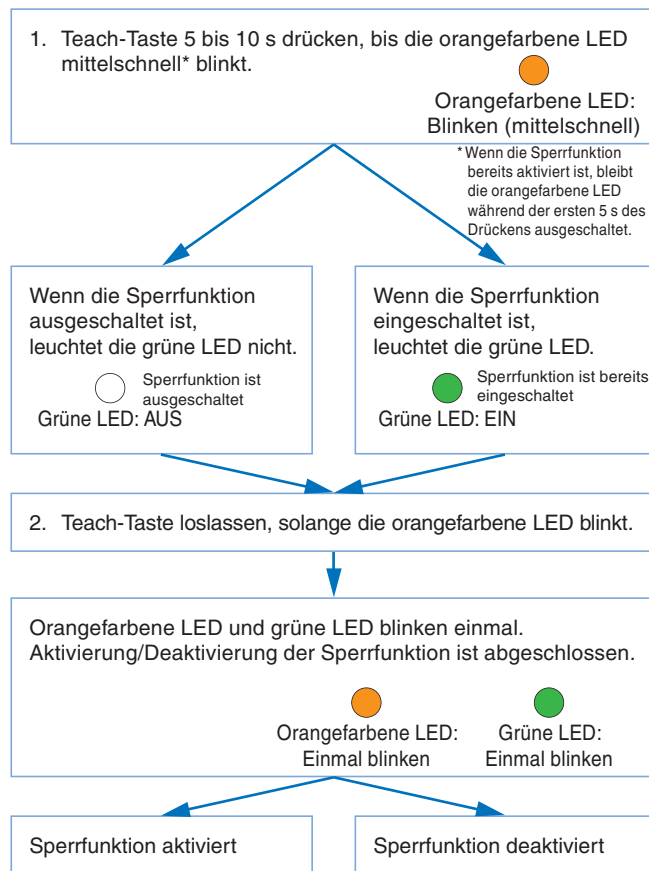 1. Teach-Taste 5 bis 10 s drücken, bis die orangefarbene LED
mittelschnell* blinkt.
Orangefarbene LED:
Blinken (mittelschnell)
* Wenn die Sperrfunktion
bereits aktiviert ist, bleibt
die orangefarbene LED
während der ersten 5 s des
Drückens ausgeschaltet.
Wenn die Sperrfunktion
ausgeschaltet ist,
leuchtet die grüne LED nicht.
Sperrfunktion ist
ausgeschaltet
Grüne LED: AUS
Wenn die Sperrfunktion
eingeschaltet ist,
leuchtet die grüne LED.
Sperrfunktion ist bereits
eingeschaltet
Grüne LED: EIN
2. Teach-Taste loslassen, solange die orangefarbene LED blinkt.
Orangefarbene LED und grüne LED blinken einmal.
Aktivierung/Deaktivierung der Sperrfunktion ist abgeschlossen.
Orangefarbene LED:
Einmal blinken
Grüne LED:
Einmal blinken
Sperrfunktion aktiviert
Sperrfunktion deaktiviert